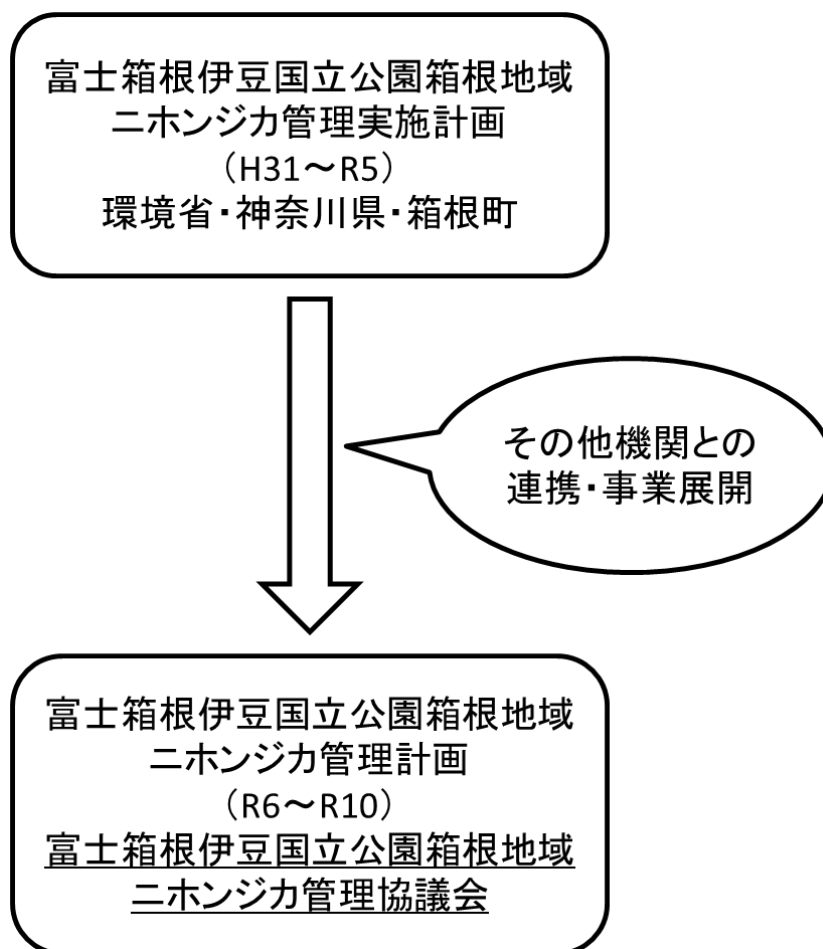 富士箱根伊豆国立公園箱根地域
ニホンジカ管理実施計画
（H31～R5）
環境省・神奈川県・箱根町
その他機関との
連携・事業展開
富士箱根伊豆国立公園箱根地域
ニホンジカ管理計画
（R6～R10）
富士箱根伊豆国立公園箱根地域
ニホンジカ管理協議会